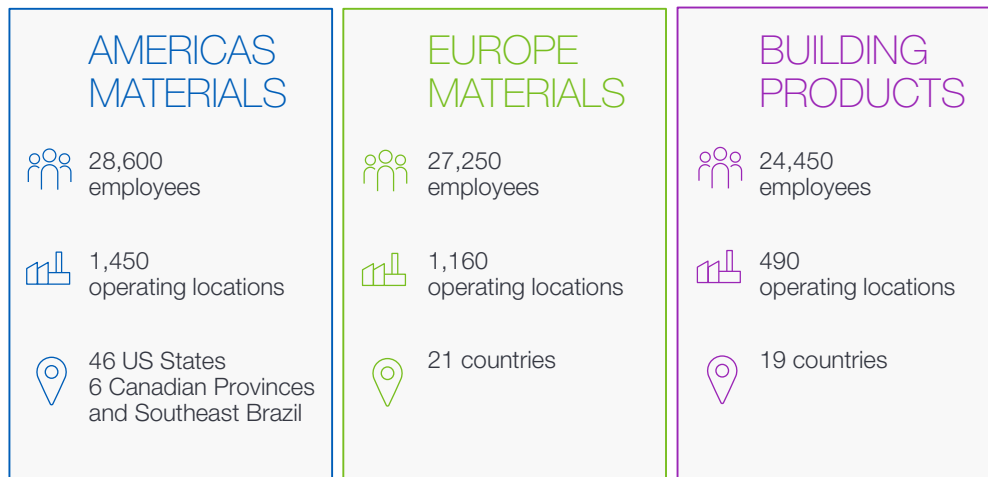 AMERICAS
MATERIALS
28,600
employees
1,450
operating locations
46 US States
6 Canadian Provinces
and Southeast Brazil
EUROPE
MATERIALS
27,250
employees
1,160
operating locations
21 countries
BUILDING
PRODUCTS
24,450
employees
490
operating locations
19 countries